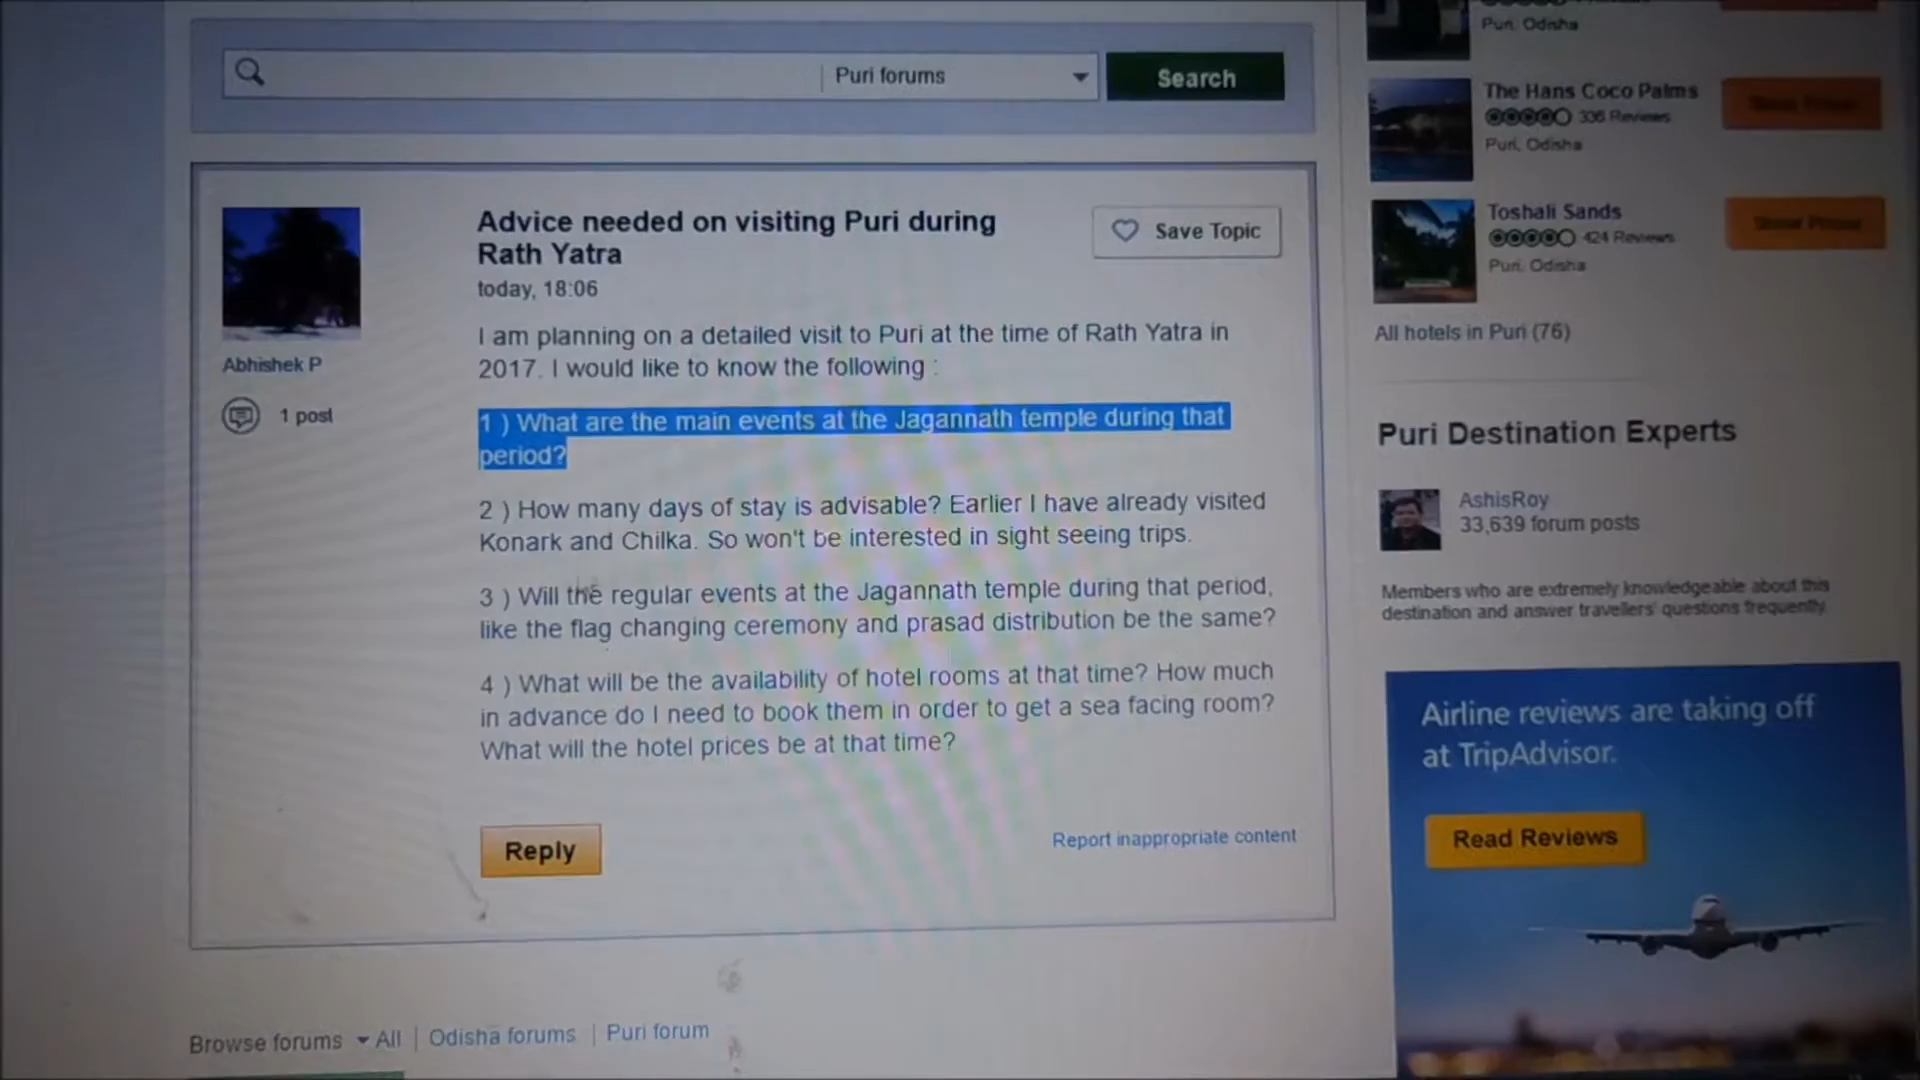 Puri forums
Search
Advice needed on visiting Puri during
Rath Yatra
Save Topic
today, 18:06
I am planning on a detailed visit to Puri at the time of Rath Yatra in
2017. I would like to know the following :
Abhishek P
1 post
1 ) What are the main events at the Jagannath temple during that
period?
2 ) How many days of stay is advisable? Earlier I have already visited
Konark and Chilka. So won't be interested in sight seeing trips.
3 ) Will the regular events at the Jagannath temple during that period,
like the flag changing ceremony and prasad distribution be the same?
4 ) What will be the availability of hotel rooms at that time? How much
in advance do I need to book them in order to get a sea facing room?
What will the hotel prices be at that time?
Reply
Report inappropriate content
Browse forums All | Odisha forums | Puri forum
Puri, Odisha
The Hans Coco Palms
336 Reviews
Puri, Odisha
Toshali Sands
424 Reviews
Puri, Odisha
All hotels in Puri (76)
Puri Destination Experts
AshisRoy
33,639 forum posts
Members who are extremely knowledgeable about this
destination and answer travellers' questions frequently.
Airline reviews are taking off
at TripAdvisor.
Read Reviews